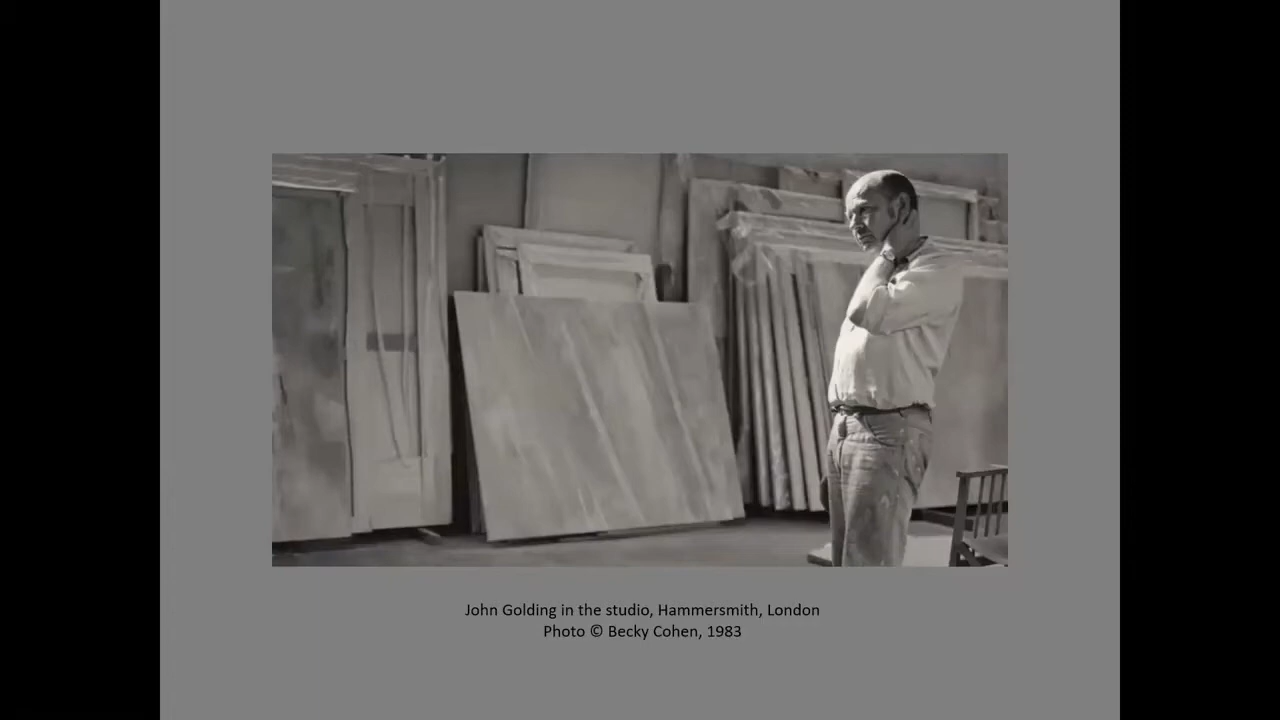 John Golding in the studio, Hammersmith, London
Photo © Becky Cohen, 1983